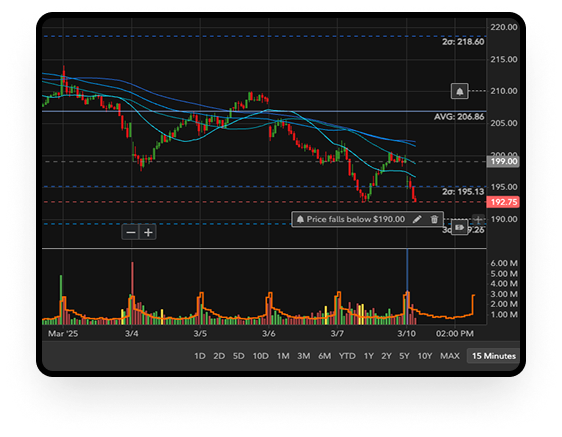 220.00
2σ: 218.60
215.00
210.00
AVG: 206.86
205.00
200.00
199.00
195.00
2σ: 195.13
192.75
Price falls below $190.00
190.00
6.00 M
5.00 M
4.00 M
3.00 M
2.00 M
1.00 M
Mar '25 3/4 3/5 3/6 3/7 3/10 02:00 PM
1D 2D 5D 10D 1M 3M 6M YTD 1Y 2Y 5Y 10Y MAX 15 Minutes